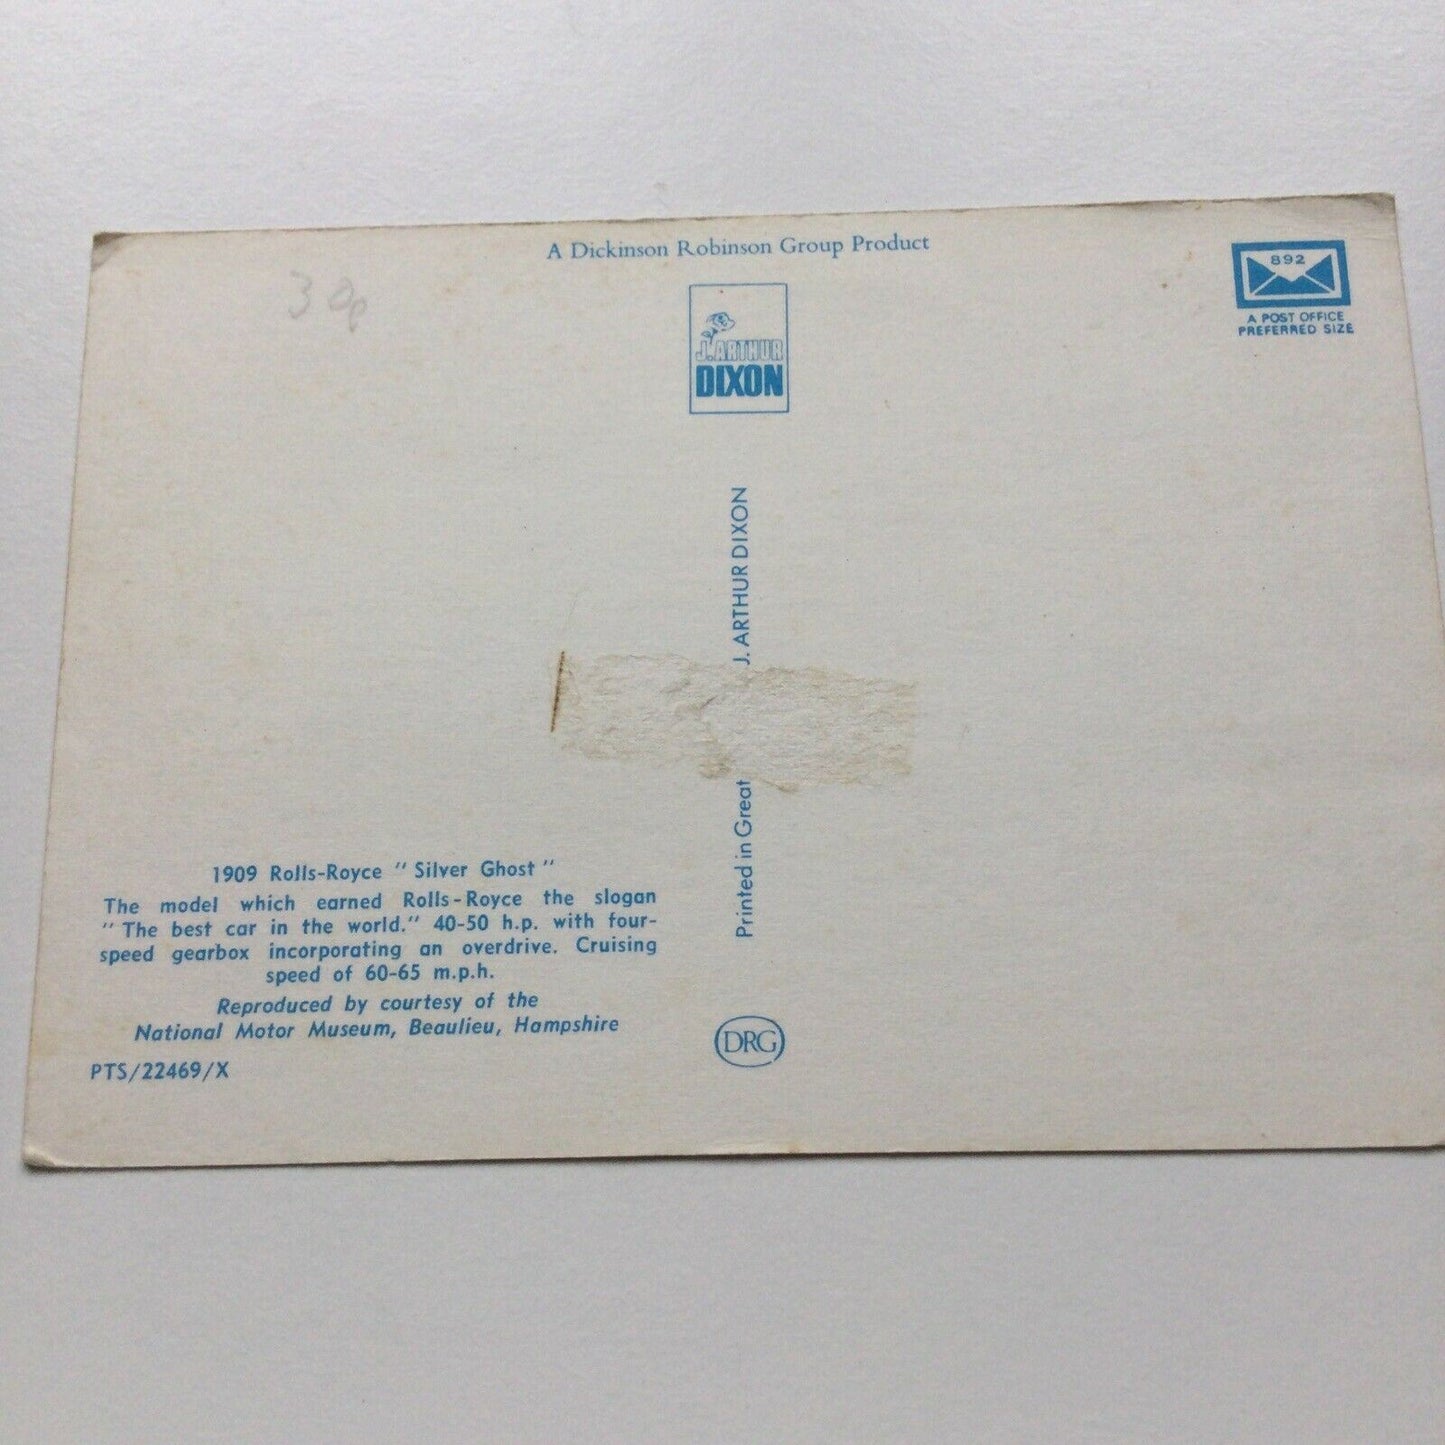 A Dickinson Robinson Group Product
30p
892
A POST OFFICE
PREFERRED SIZE
J. ARTHUR
DIXON
Printed in Great
J. ARTHUR DIXON
1909 Rolls-Royce "Silver Ghost"
The model which earned Rolls-Royce the slogan
"The best car in the world." 40-50 h.p. with four-
speed gearbox incorporating an overdrive. Cruising
speed of 60-65 m.p.h.
Reproduced by courtesy of the
National Motor Museum, Beaulieu, Hampshire
PTS/22469/X
DRG